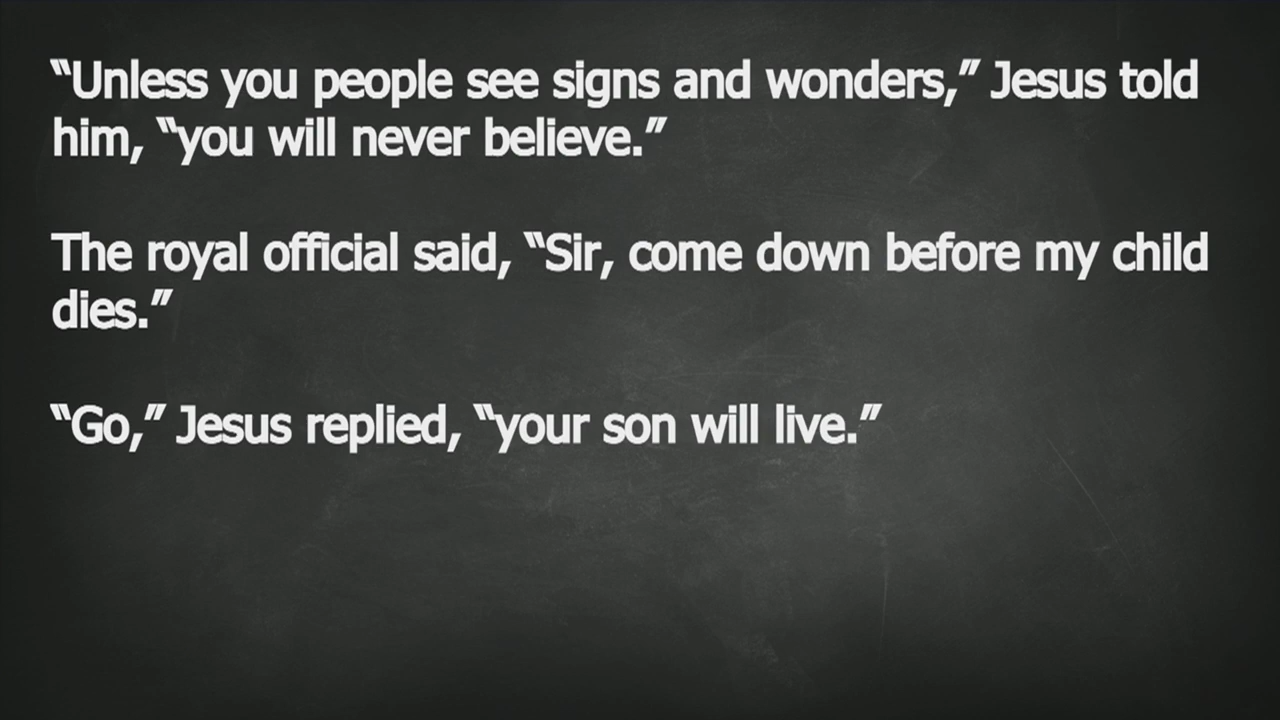 “Unless you people see signs and wonders,” Jesus told
him, “you will never believe.”
The royal official said, “Sir, come down before my child
dies.”
“Go,” Jesus replied, “your son will live.”